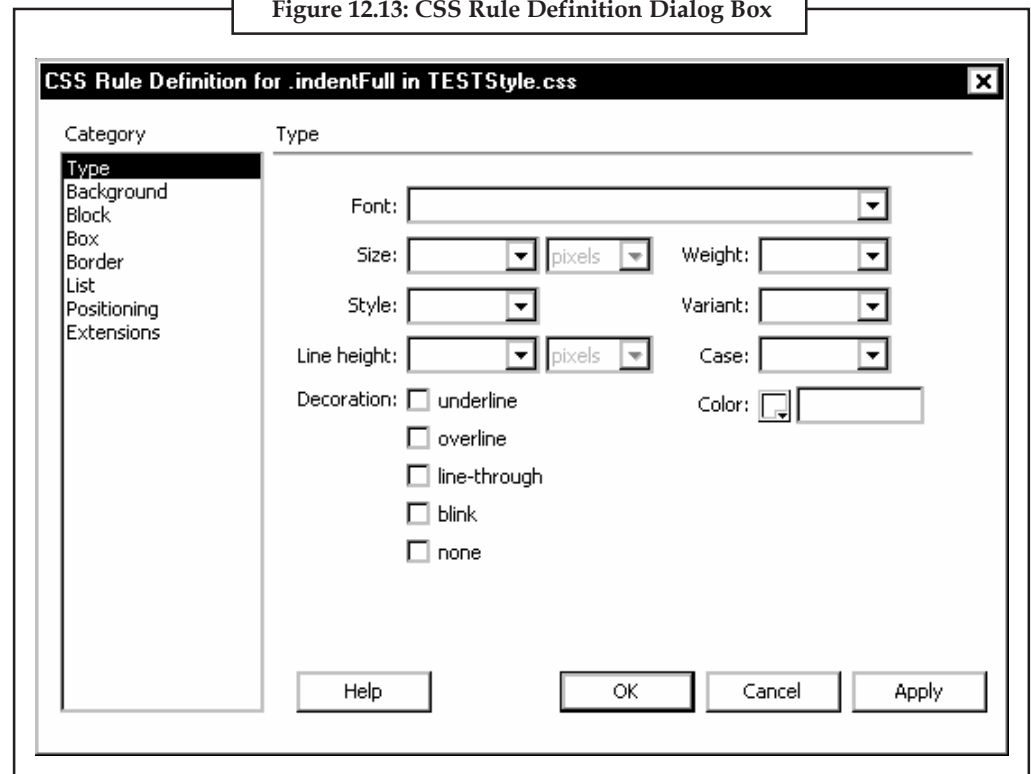 Figure 12.13: CSS Rule Definition Dialog Box
CSS Rule Definition for .indentFull in TESTStyle.css
Category
Type
Type
Background
Block
Box
Border
List
Positioning
Extensions
Font:
Size: pixels Weight:
Style: Variant:
Line height: pixels Case:
Decoration: underline Color:
overline
line-through
blink
none
Help OK Cancel Apply